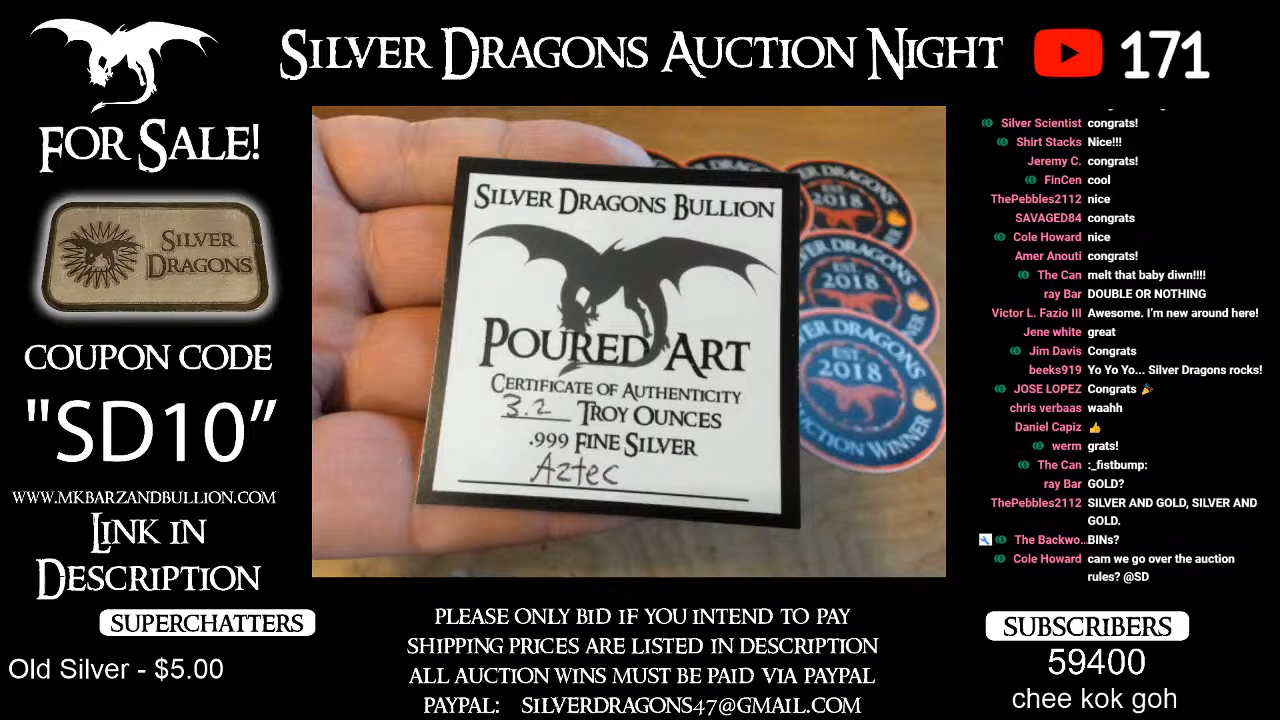 SILVER DRAGONS AUCTION NIGHT
171
FOR SALE!
SILVER
DRAGONS
COUPON CODE
"SD10"
WWW.MKBARZANDBULLION.COM
LINK IN
DESCRIPTION
SUPERCHATTERS
Old Silver - $5.00
SILVER DRAGONS BULLION
POURED ART
CERTIFICATE OF AUTHENTICITY
3.2 TROY OUNCES
.999 FINE SILVER
Aztec
2018
EST
2018
EST
2018
AUCTION WINNER
Silver Scientist congrats!
Shirt Stacks Nice!!!
Jeremy C. congrats!
FinCen cool
ThePebbles2112 nice
SAVAGED84 congrats
Cole Howard nice
Amer Anouti congrats!
The Can melt that baby diwn!!!!
ray Bar DOUBLE OR NOTHING
Victor L. Fazio III Awesome. I'm new around here!
Jene white great
Jim Davis Congrats
beeks919 Yo Yo Yo... Silver Dragons rocks!
JOSE LOPEZ Congrats 🎉
chris verbaas waahh
Daniel Capiz 👍
werm grats!
The Can :_fistbump:
ray Bar GOLD?
ThePebbles2112 SILVER AND GOLD, SILVER AND
GOLD.
The Backwo... BINs?
Cole Howard cam we go over the auction
rules? @SD
PLEASE ONLY BID IF YOU INTEND TO PAY
SHIPPING PRICES ARE LISTED IN DESCRIPTION
ALL AUCTION WINS MUST BE PAID VIA PAYPAL
PAYPAL: SILVERDRAGONS47@GMAIL.COM
SUBSCRIBERS
59400
chee kok goh